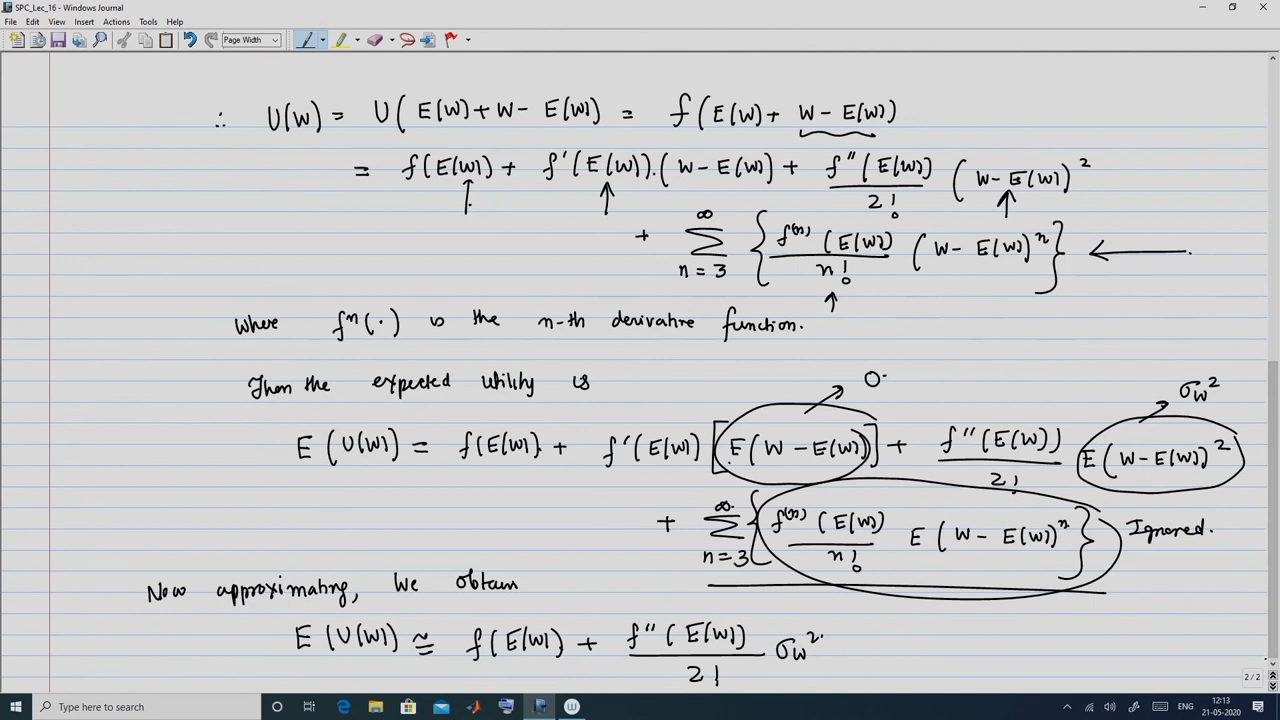 SPC_Lec_16 - Windows Journal
File Edit View Insert Actions Tools Help
Page Width
∴ U(W) = U( E(W) + W - E(W) ) = f( E(W) + W - E(W) )
= f(E(W)) + f'(E(W)).(W - E(W)) + f''(E(W))/2! (W - E(W))^2
+ ∑_{n=3}^{∞} { f^(n)(E(W))/n! (W - E(W))^n }
Where f^n(·) is the n-th derivative function.
Then the expected utility is
0.
σ_W^2
E(U(W)) = f(E(W)) + f'(E(W)) [E(W - E(W))] + f''(E(W))/2! E(W - E(W))^2
+ ∑_{n=3}^{∞} { f^(n)(E(W))/n! E(W - E(W))^n } Ignored.
Now approximating, We obtain
E(U(W)) ≅ f(E(W)) + f''(E(W))/2! σ_W^2
2 / 2
Type here to search
ENG
12:13
21-05-2020